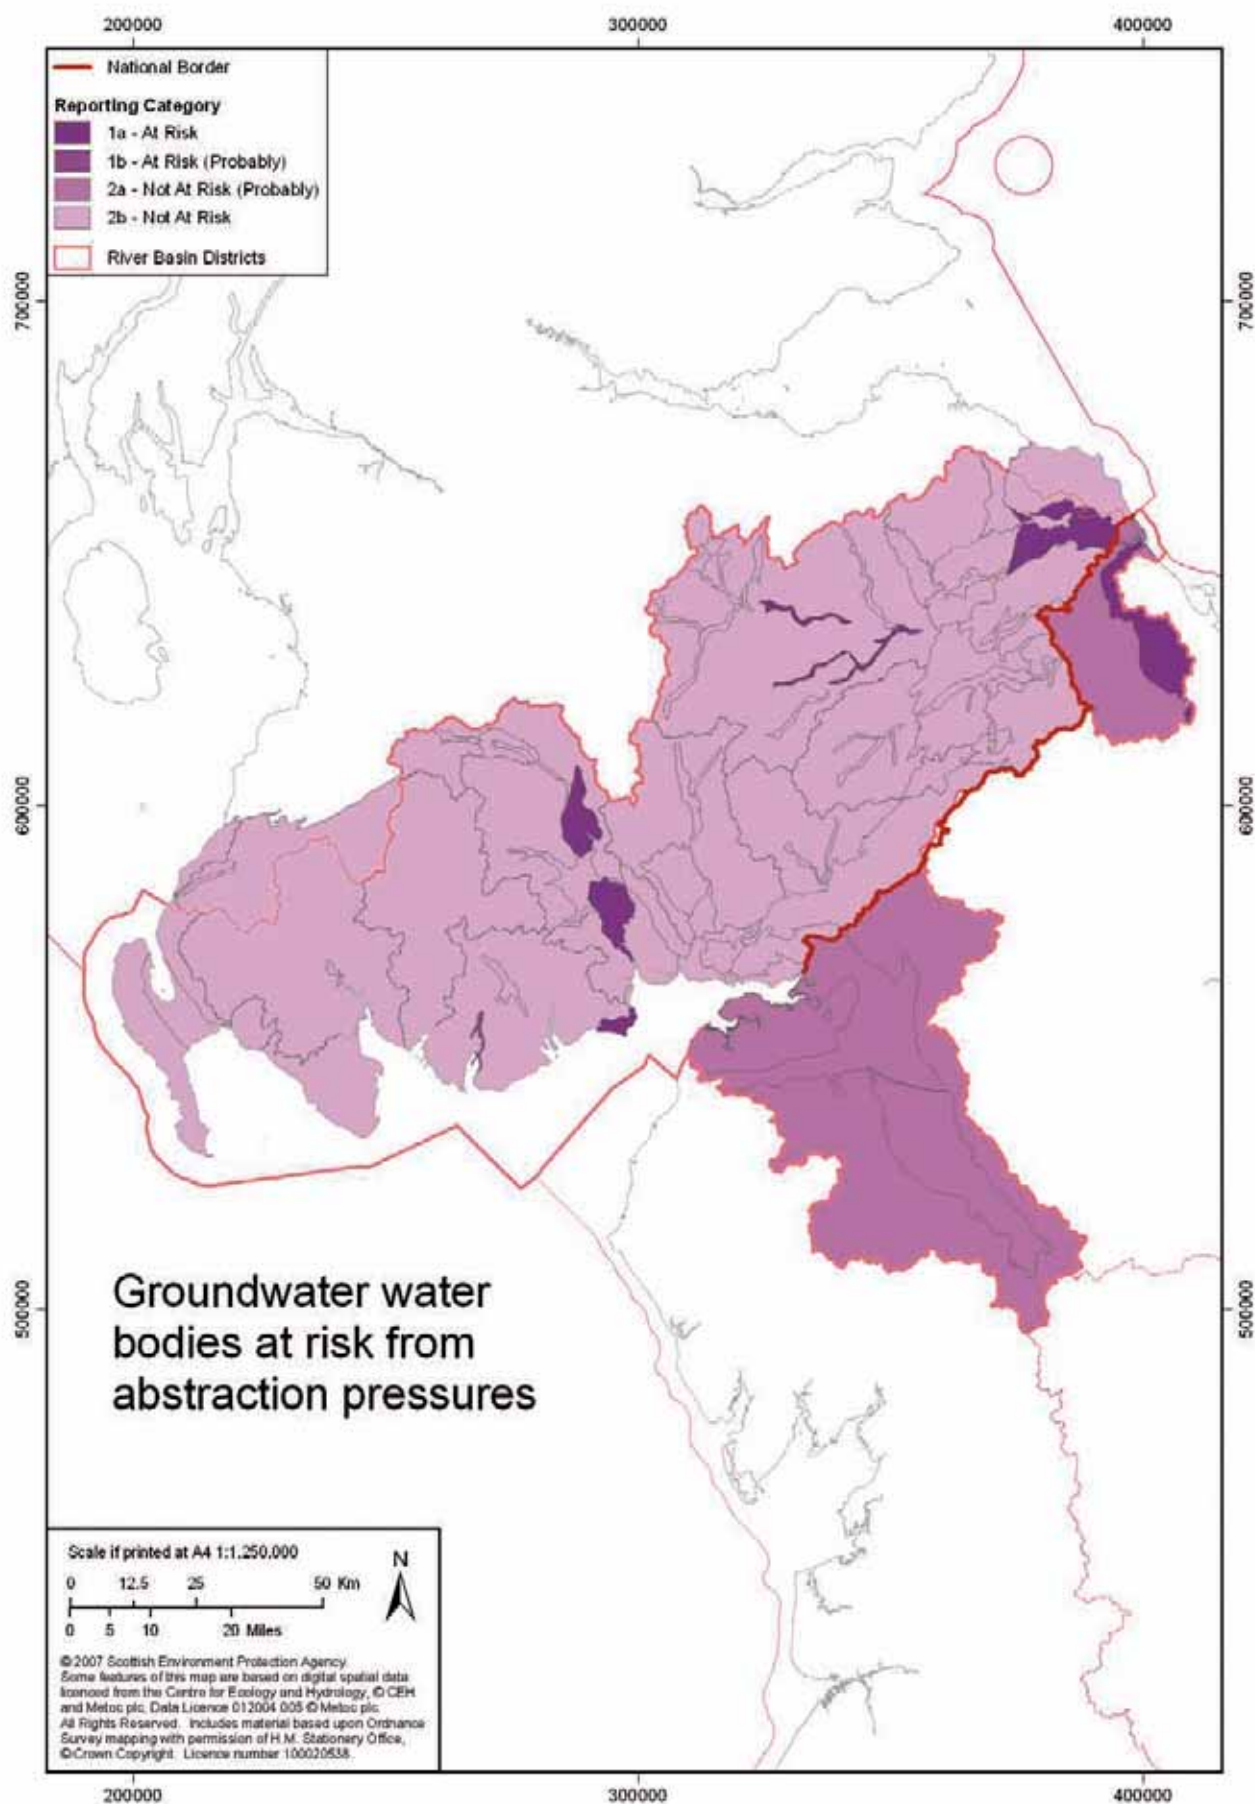 200000
300000
400000
National Border
Reporting Category
1a - At Risk
1b - At Risk (Probably)
2a - Not At Risk (Probably)
2b - Not At Risk
River Basin Districts
700000
700000
600000
600000
500000
500000
Groundwater water
bodies at risk from
abstraction pressures
Scale if printed at A4 1:1,250,000
0 12.5 25 50 Km
0 5 10 20 Miles
N
© 2007 Scottish Environment Protection Agency.
Some features of this map are based on digital spatial data
licenced from the Centre for Ecology and Hydrology, © CEH
and Metoc plc, Data Licence 012004.005 © Metoc plc.
All Rights Reserved. Includes material based upon Ordnance
Survey mapping with permission of H.M. Stationery Office,
© Crown Copyright. Licence number 100020538.
200000
300000
400000